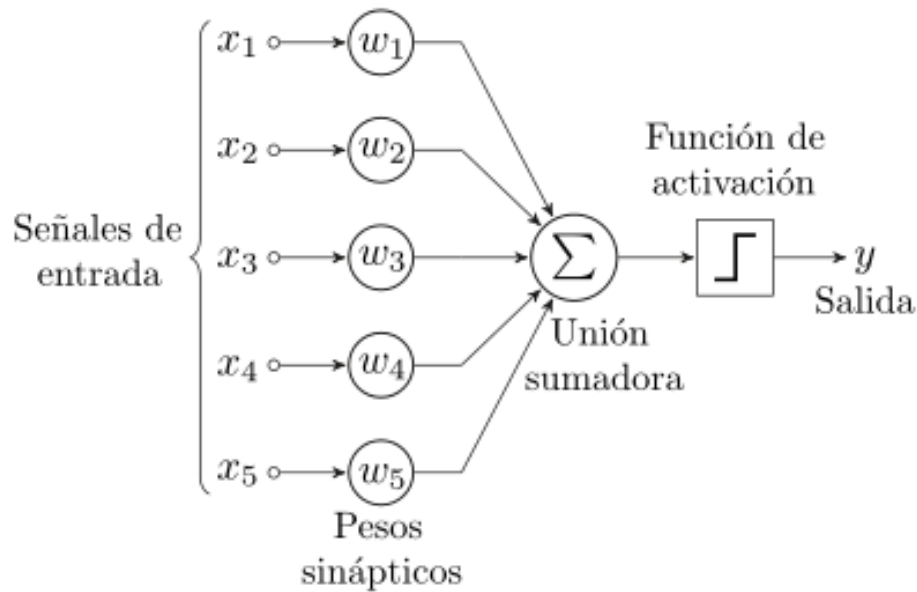 x1
w1
x2
w2
Función de
activación
Señales de
entrada
x3
w3
∑
y
Salida
Unión
sumadora
x4
w4
x5
w5
Pesos
sinápticos